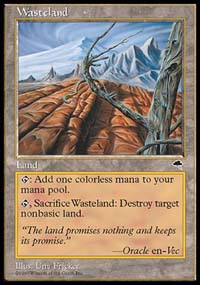 Wasteland
Land
: Add one colorless mana to your
mana pool.
, Sacrifice Wasteland: Destroy target
nonbasic land.
"The land promises nothing and keeps
its promise."
—Oracle en-Vec
Illus. Una Fricker